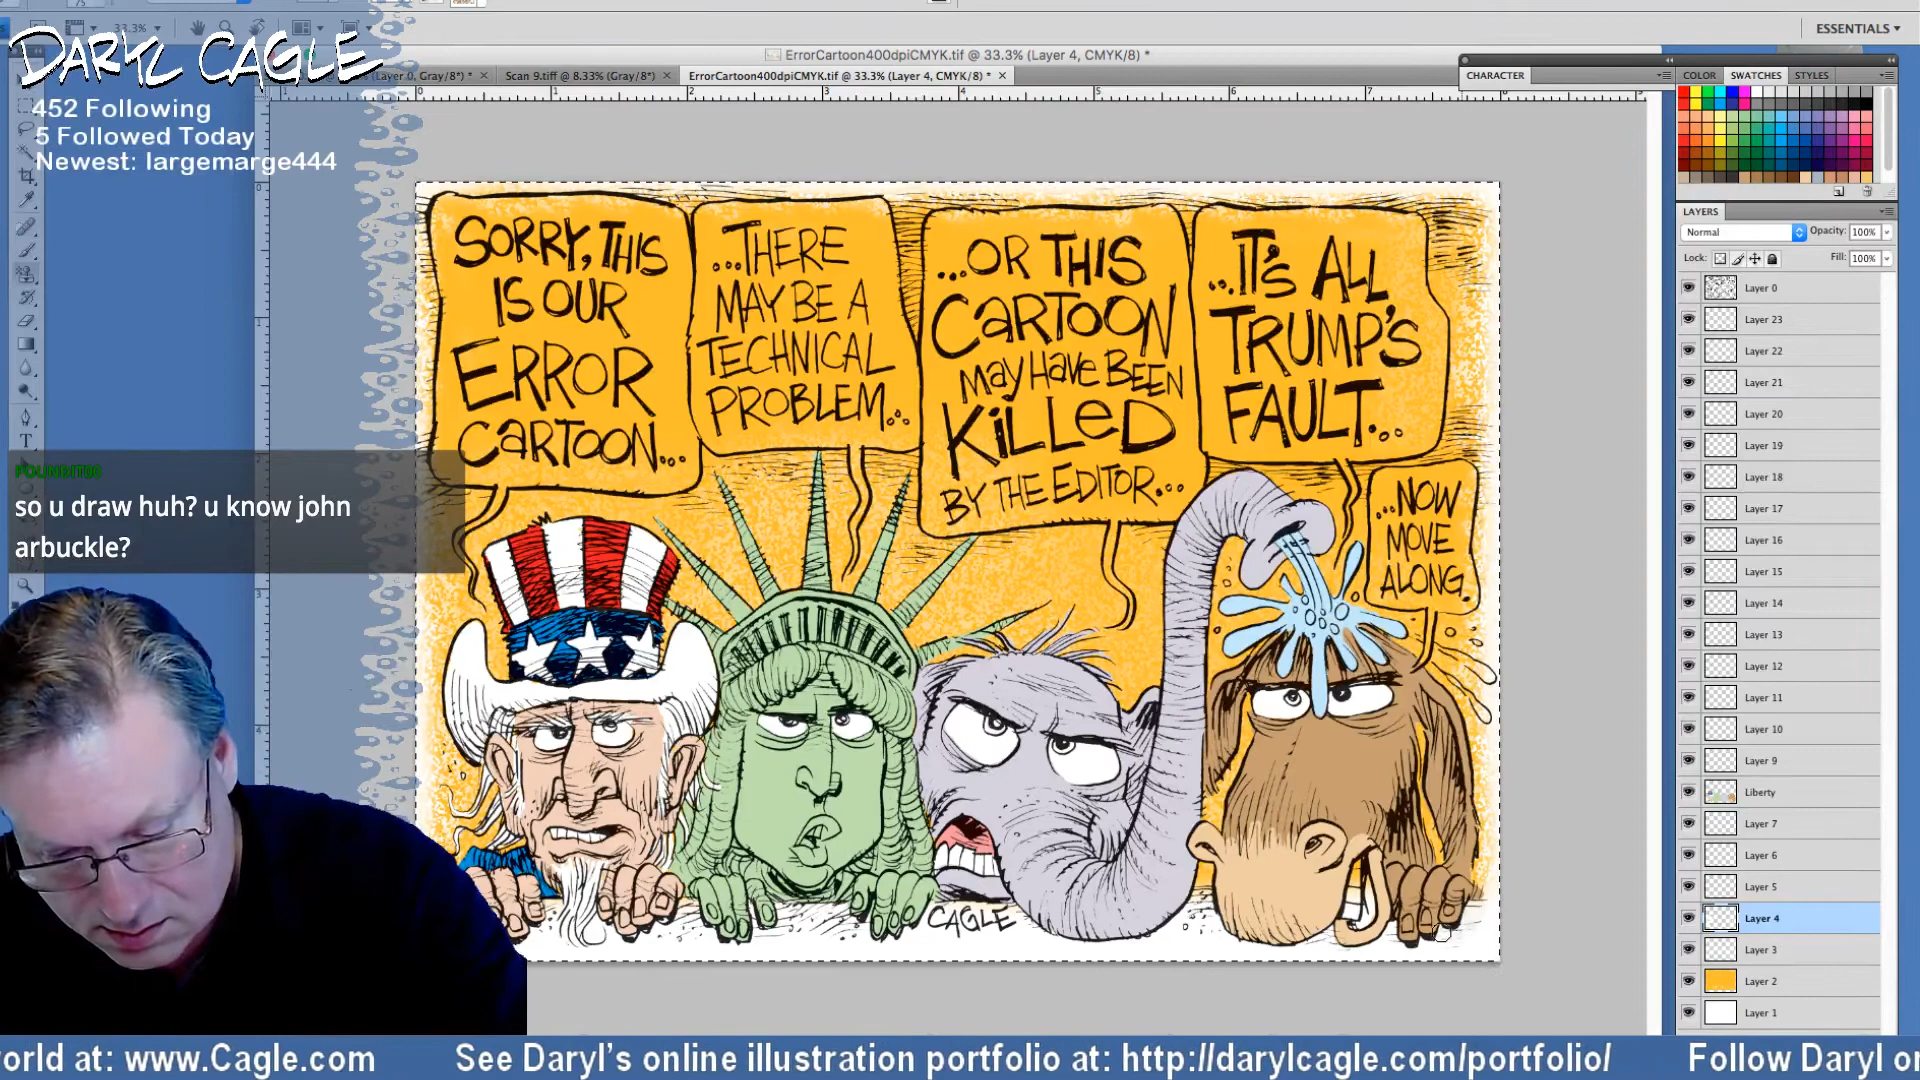 33.3%
ESSENTIALS
ErrorCartoon400dpiCMYK.tif @ 33.3% (Layer 4, CMYK/8) *
(Layer 0, Gray/8*) *
Scan 9.tiff @ 8.33% (Gray/8)
ErrorCartoon400dpiCMYK.tif @ 33.3% (Layer 4, CMYK/8) *
DARYL CAGLE
452 Following
5 Followed Today
Newest: largemarge444
POUNDIT00
so u draw huh? u know john
arbuckle?
SORRY, THIS
IS OUR
ERROR
CARTOON...
...THERE
MAY BE A
TECHNICAL
PROBLEM...
...OR THIS
CARTOON
MAY HAVE BEEN
KILLED
BY THE EDITOR...
...IT'S ALL
TRUMP'S
FAULT...
...NOW
MOVE
ALONG.
CAGLE
CHARACTER
COLOR
SWATCHES
STYLES
LAYERS
Normal
Opacity: 100%
Lock:
Fill: 100%
Layer 0
Layer 23
Layer 22
Layer 21
Layer 20
Layer 19
Layer 18
Layer 17
Layer 16
Layer 15
Layer 14
Layer 13
Layer 12
Layer 11
Layer 10
Layer 9
Liberty
Layer 7
Layer 6
Layer 5
Layer 4
Layer 3
Layer 2
Layer 1
world at: www.Cagle.com See Daryl's online illustration portfolio at: http://darylcagle.com/portfolio/ Follow Daryl or